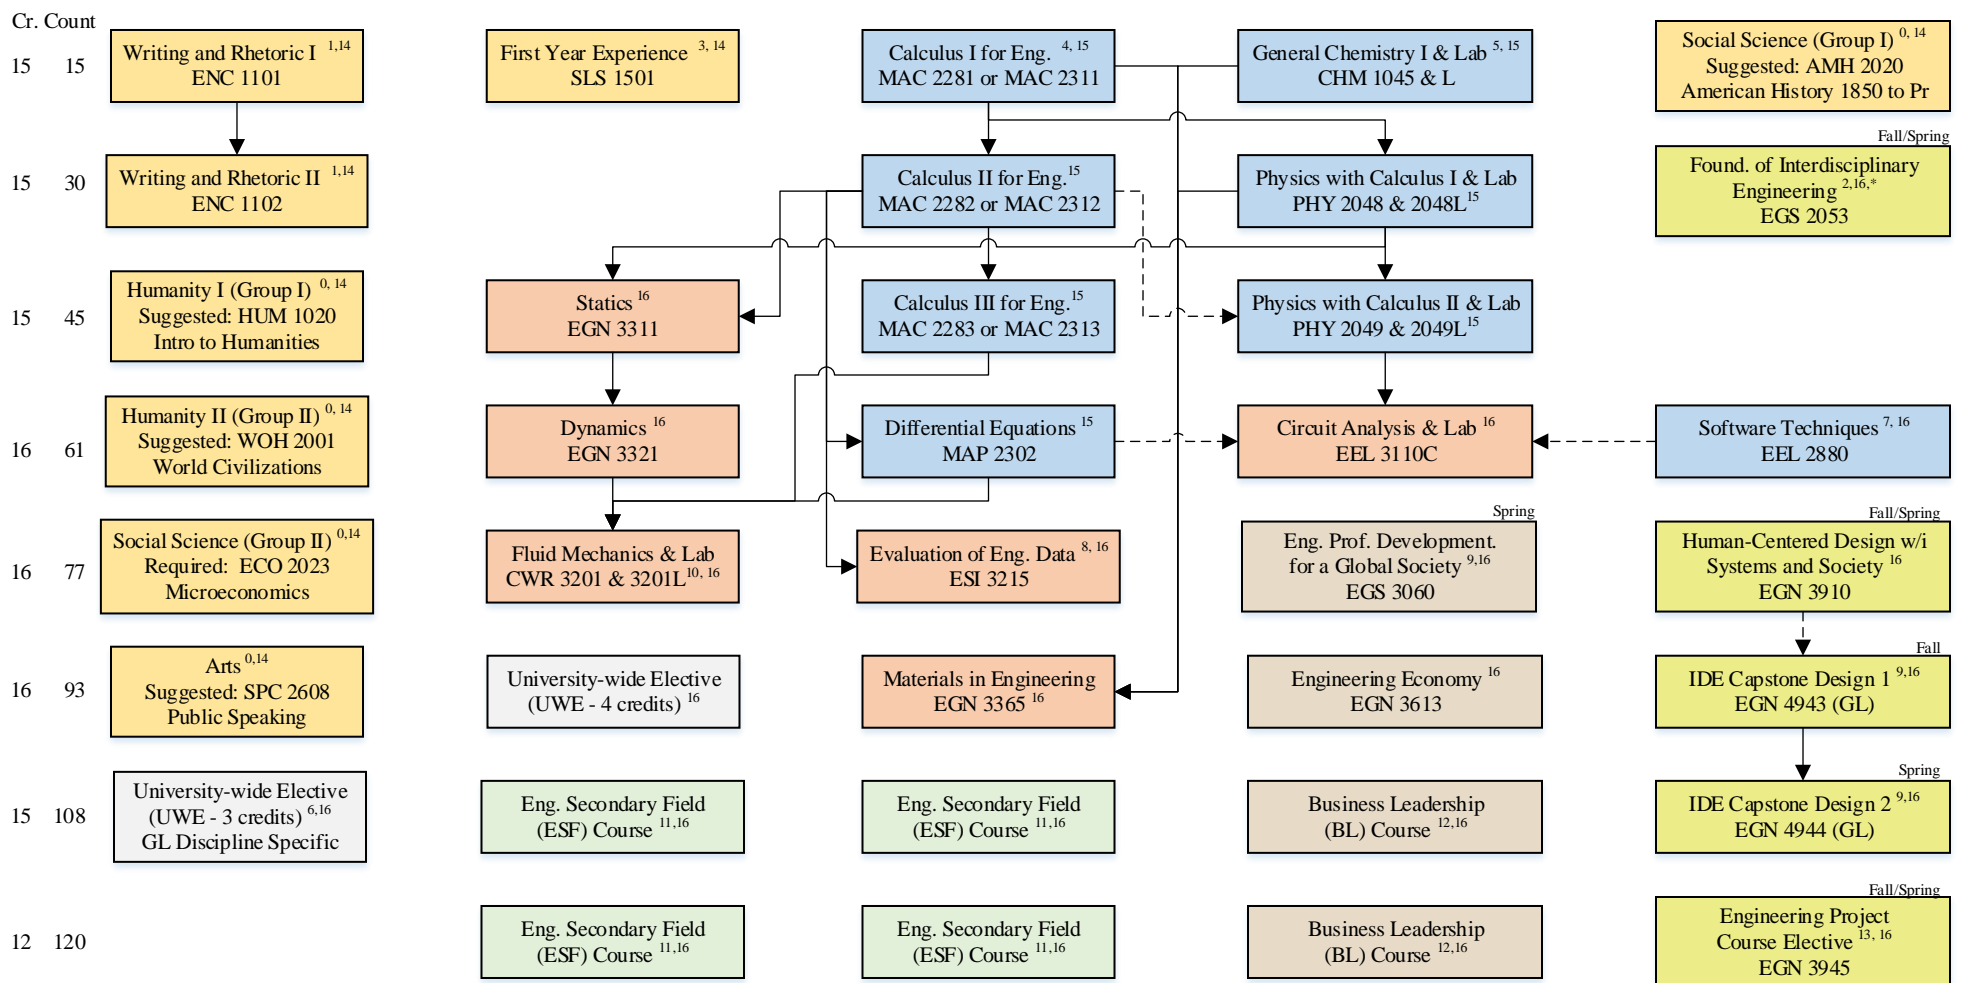 Cr. Count
15 15
Writing and Rhetoric I 1,14
ENC 1101
First Year Experience 3, 14
SLS 1501
Calculus I for Eng. 4, 15
MAC 2281 or MAC 2311
General Chemistry I & Lab 5, 15
CHM 1045 & L
Social Science (Group I) 0, 14
Suggested: AMH 2020
American History 1850 to Pr
15 30
Writing and Rhetoric II 1,14
ENC 1102
Calculus II for Eng. 15
MAC 2282 or MAC 2312
Physics with Calculus I & Lab
PHY 2048 & 2048L 15
Fall/Spring
Found. of Interdisciplinary
Engineering 2,16,*
EGS 2053
15 45
Humanity I (Group I) 0, 14
Suggested: HUM 1020
Intro to Humanities
Statics 16
EGN 3311
Calculus III for Eng. 15
MAC 2283 or MAC 2313
Physics with Calculus II & Lab
PHY 2049 & 2049L 15
16 61
Humanity II (Group II) 0, 14
Suggested: WOH 2001
World Civilizations
Dynamics 16
EGN 3321
Differential Equations 15
MAP 2302
Circuit Analysis & Lab 16
EEL 3110C
Software Techniques 7, 16
EEL 2880
16 77
Social Science (Group II) 0,14
Required: ECO 2023
Microeconomics
Fluid Mechanics & Lab
CWR 3201 & 3201L 10, 16
Evaluation of Eng. Data 8, 16
ESI 3215
Spring
Eng. Prof. Development.
for a Global Society 9,16
EGS 3060
Fall/Spring
Human-Centered Design w/i
Systems and Society 16
EGN 3910
16 93
Arts 0,14
Suggested: SPC 2608
Public Speaking
University-wide Elective
(UWE - 4 credits) 16
Materials in Engineering
EGN 3365 16
Engineering Economy 16
EGN 3613
Fall
IDE Capstone Design 1 9,16
EGN 4943 (GL)
15 108
University-wide Elective
(UWE - 3 credits) 6,16
GL Discipline Specific
Eng. Secondary Field
(ESF) Course 11,16
Eng. Secondary Field
(ESF) Course 11,16
Business Leadership
(BL) Course 12,16
Spring
IDE Capstone Design 2 9,16
EGN 4944 (GL)
12 120
Eng. Secondary Field
(ESF) Course 11,16
Eng. Secondary Field
(ESF) Course 11,16
Business Leadership
(BL) Course 12,16
Fall/Spring
Engineering Project
Course Elective 13, 16
EGN 3945